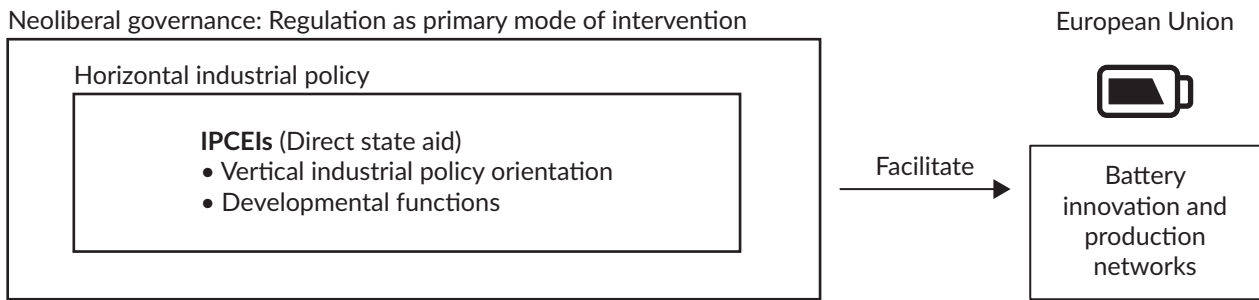 Neoliberal governance: Regulation as primary mode of intervention
Horizontal industrial policy
IPCEIs (Direct state aid)
• Vertical industrial policy orientation
• Developmental functions
Facilitate
European Union
Battery
innovation and
production
networks